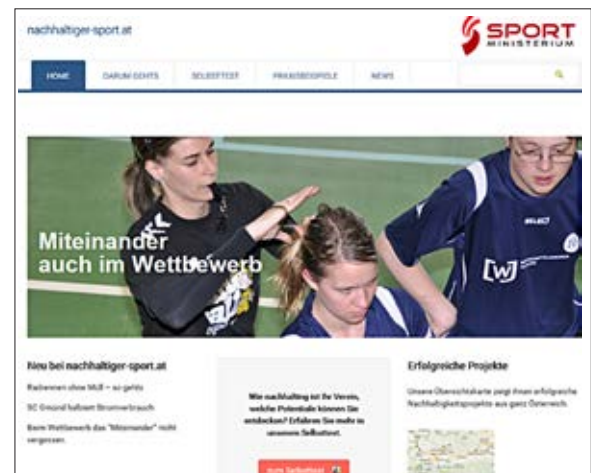 nachhaltiger-sport.at
SPORT
MINISTERIUM
HOME DARUM GEHTS SELBSTTEST PRAXISBEISPIELE NEWS
Miteinander
auch im Wettbewerb
SELECT
[W]
Neu bei nachhaltiger-sport.at
Radrennen ohne Müll – so gehts
SC Gmünd halbiert Stromverbrauch
Beim Wettbewerb das "Miteinander" nicht
vergessen.
Wie nachhaltig ist Ihr Verein,
welche Potentiale können Sie
entdecken? Erfahren Sie mehr in
unserem Selbsttest.
zum Selbsttest
Erfolgreiche Projekte
Unsere Übersichtskarte zeigt Ihnen erfolgreiche
Nachhaltigkeitsprojekte aus ganz Österreich.